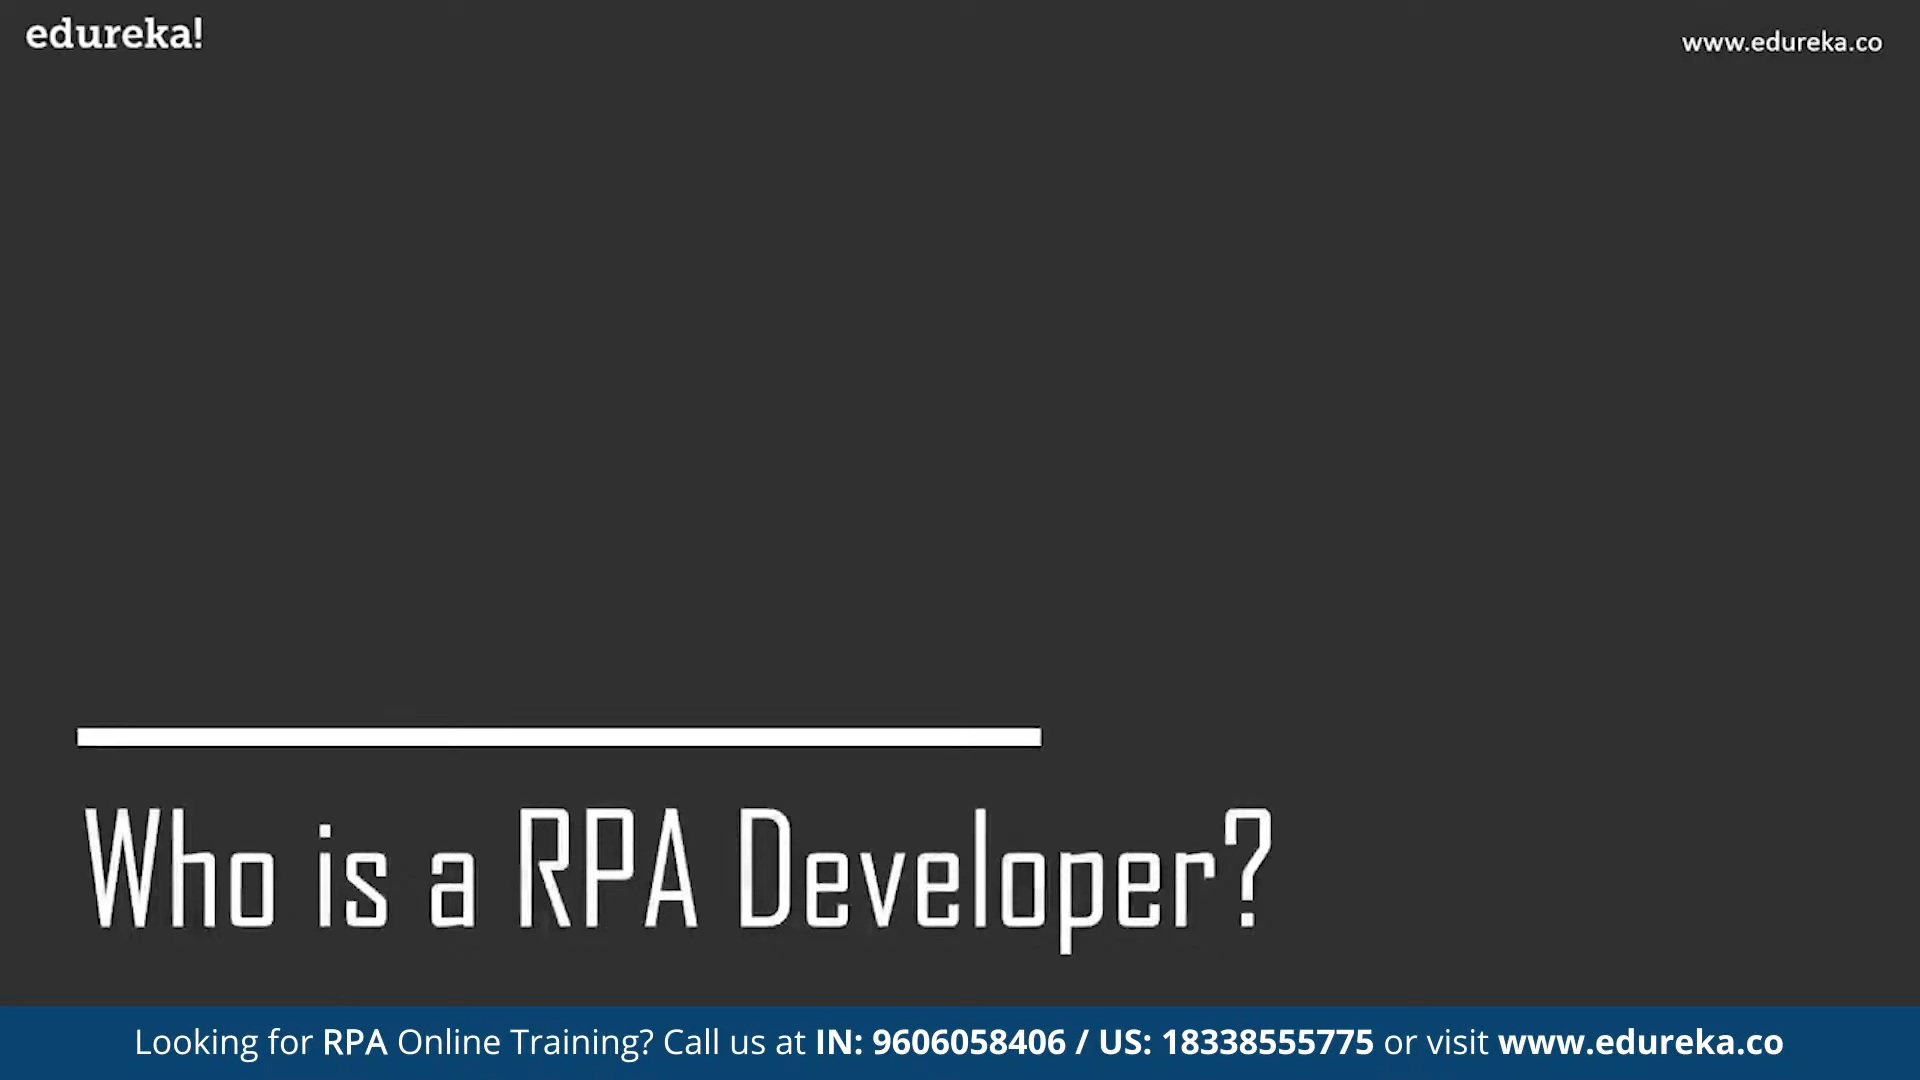 edureka!
www.edureka.co
Who is a RPA Developer?
Looking for RPA Online Training? Call us at IN: 9606058406 / US: 18338555775 or visit www.edureka.co